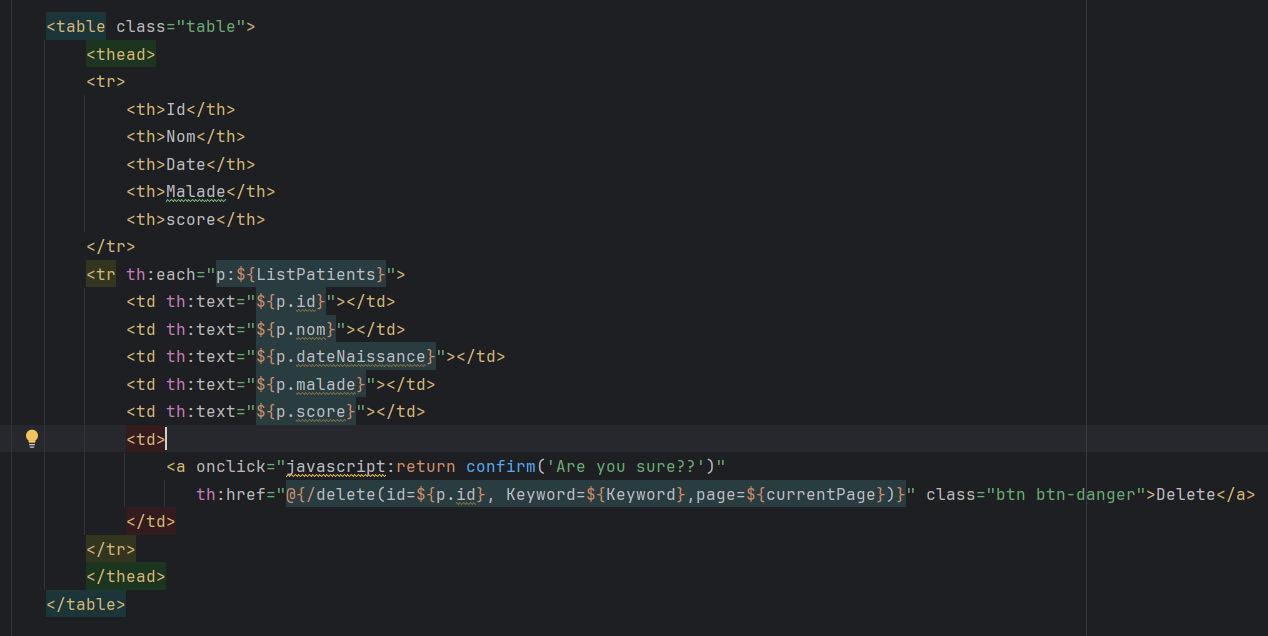 <table class="table">
    <thead>
    <tr>
        <th>Id</th>
        <th>Nom</th>
        <th>Date</th>
        <th>Malade</th>
        <th>score</th>
    </tr>
    <tr th:each="p:${ListPatients}">
        <td th:text="${p.id}"></td>
        <td th:text="${p.nom}"></td>
        <td th:text="${p.dateNaissance}"></td>
        <td th:text="${p.malade}"></td>
        <td th:text="${p.score}"></td>
        <td>
            <a onclick="javascript:return confirm('Are you sure??')"
               th:href="@{/delete(id=${p.id}, Keyword=${Keyword},page=${currentPage})}" class="btn btn-danger">Delete</a>
        </td>
    </tr>
    </thead>
</table>